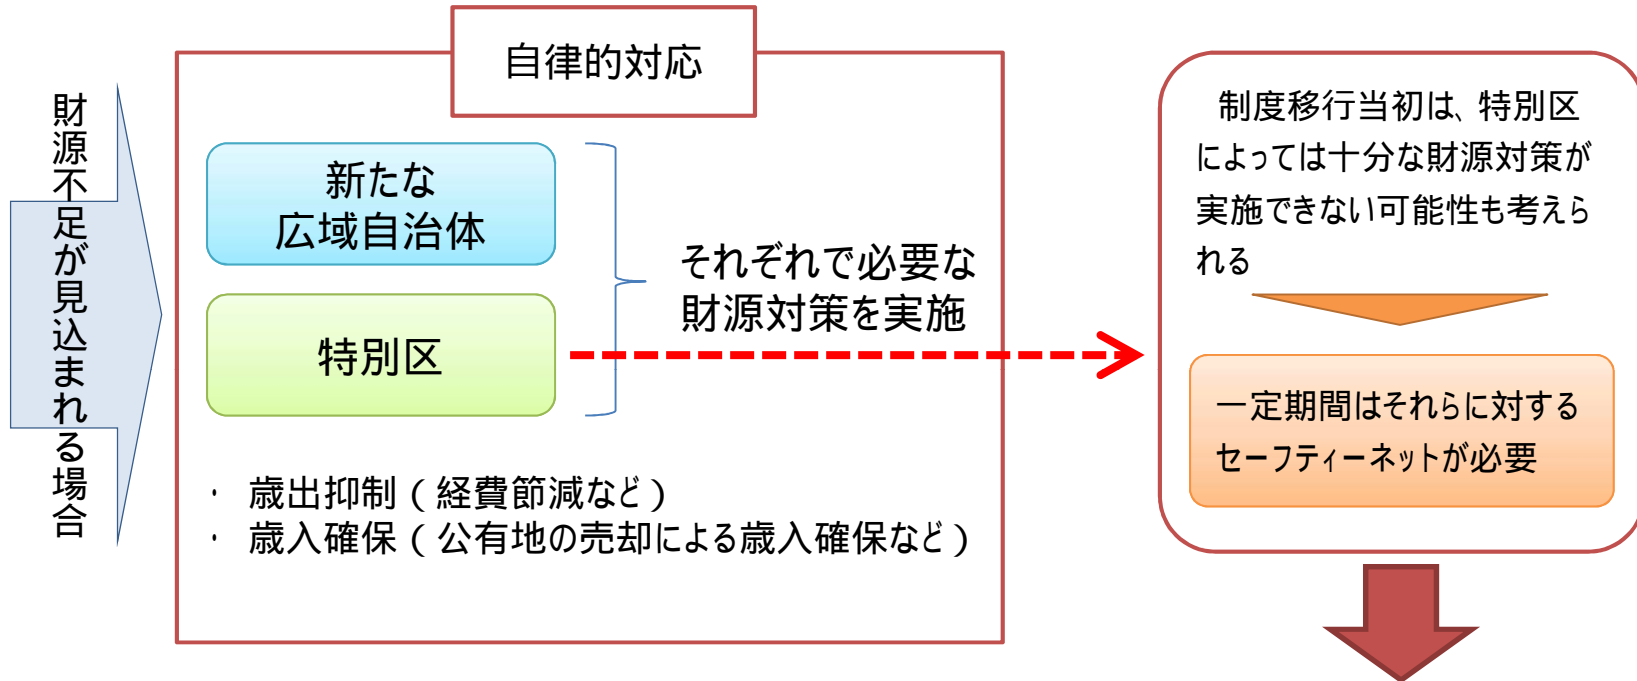 財源不足が見込まれる場合
自律的対応
新たな
広域自治体
特別区
それぞれで必要な
財源対策を実施
・ 歳出抑制（経費節減など）
・ 歳入確保（公有地の売却による歳入確保など）
制度移行当初は、特別区
によっては十分な財源対策が
実施できない可能性も考えら
れる
一定期間はそれらに対する
セーフティーネットが必要